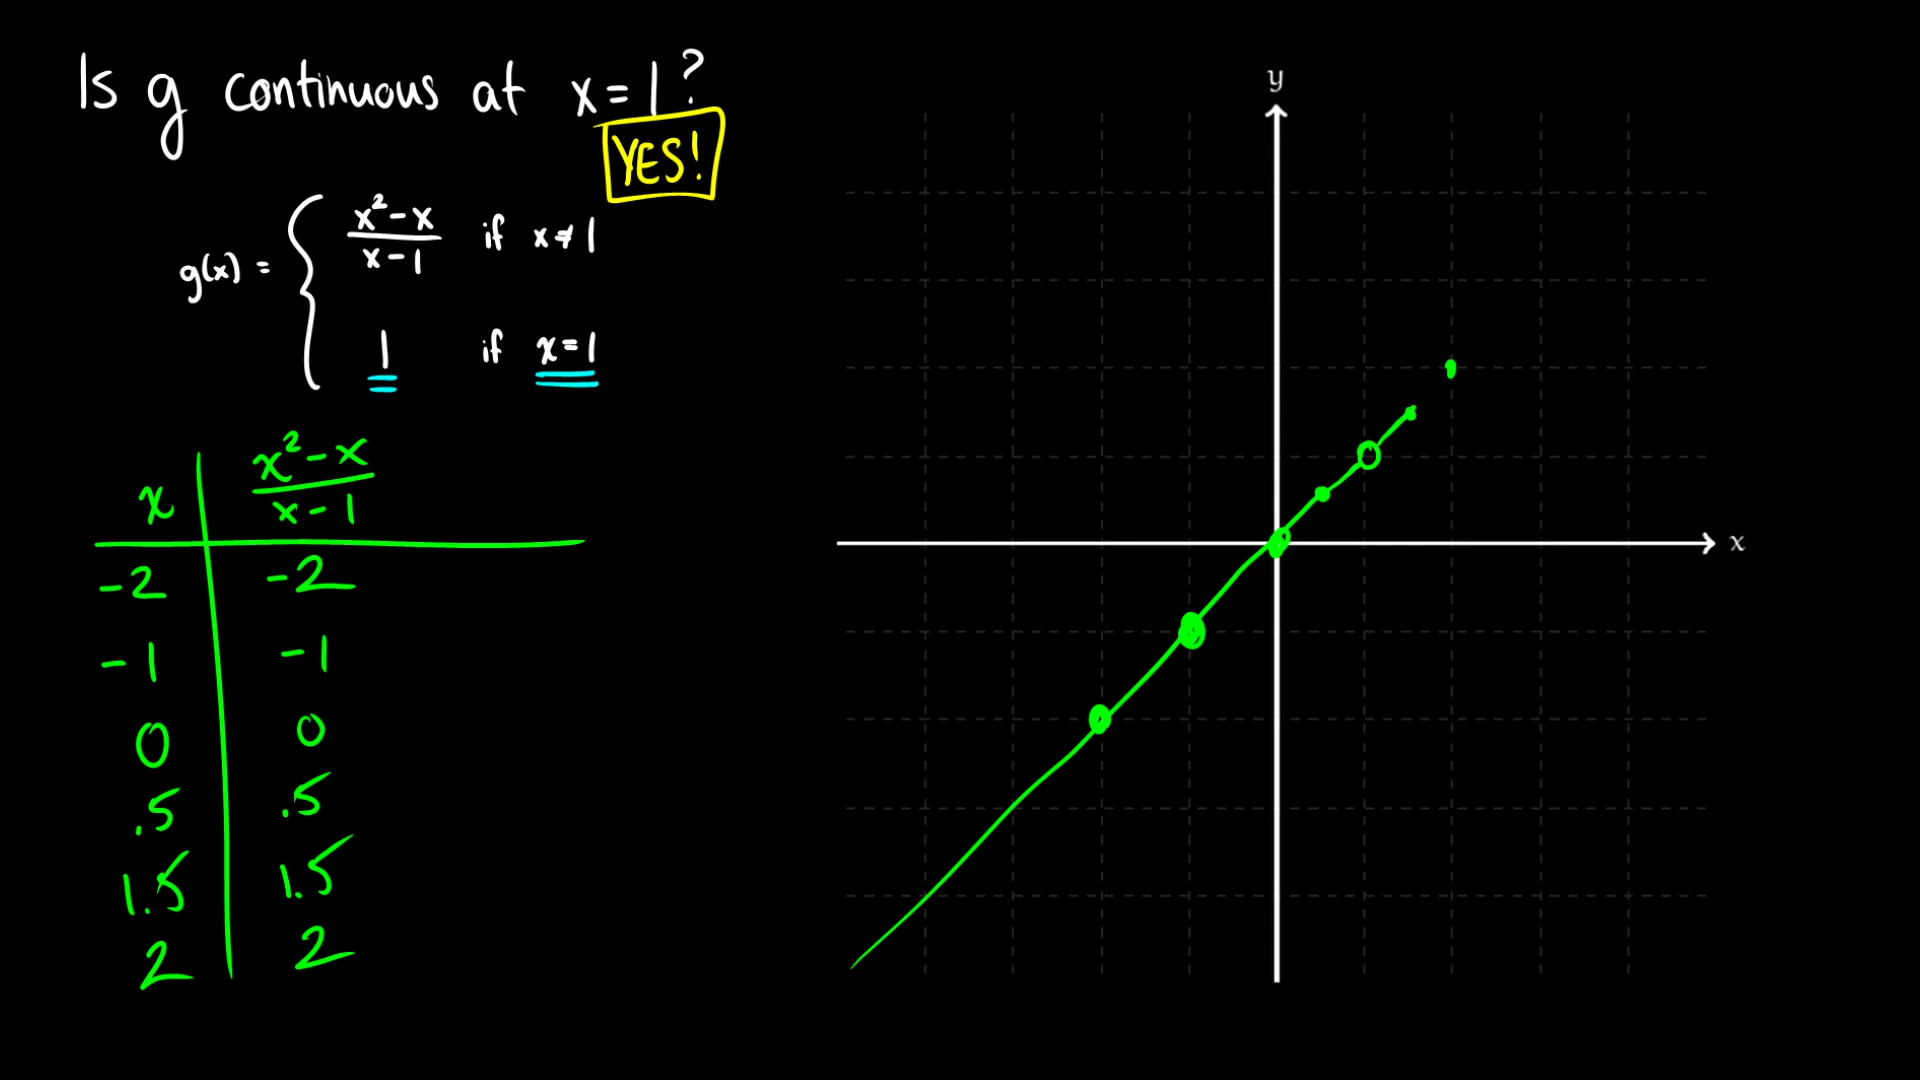 Is g continuous at x=1?
YES!
g(x) = { x²-x / x-1 if x≠1
1 if x=1
x | x²-x / x-1
-2 -2
-1 -1
0 0
.5 .5
1.5 1.5
2 2
y
x